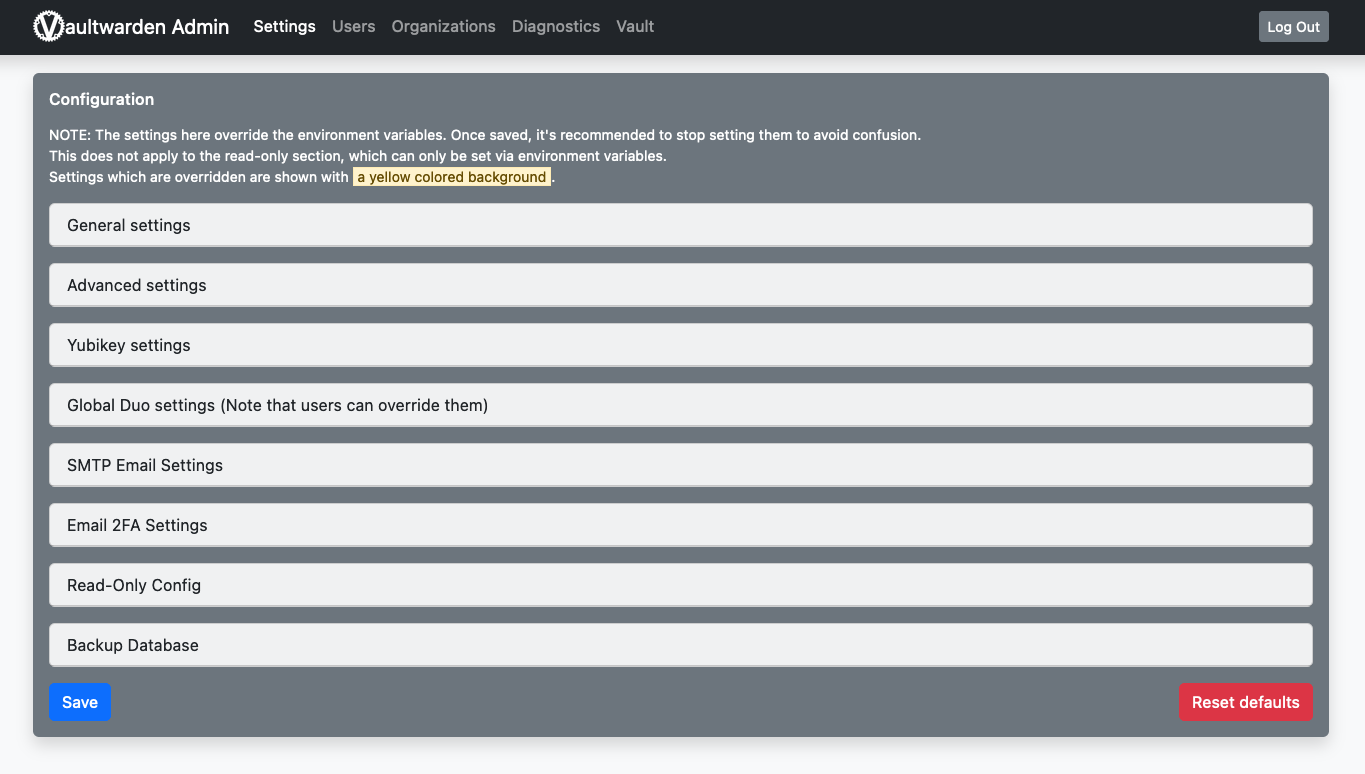 Vaultwarden Admin Settings Users Organizations Diagnostics Vault Log Out
Configuration
NOTE: The settings here override the environment variables. Once saved, it's recommended to stop setting them to avoid confusion.
This does not apply to the read-only section, which can only be set via environment variables.
Settings which are overridden are shown with a yellow colored background.
General settings
Advanced settings
Yubikey settings
Global Duo settings (Note that users can override them)
SMTP Email Settings
Email 2FA Settings
Read-Only Config
Backup Database
Save Reset defaults